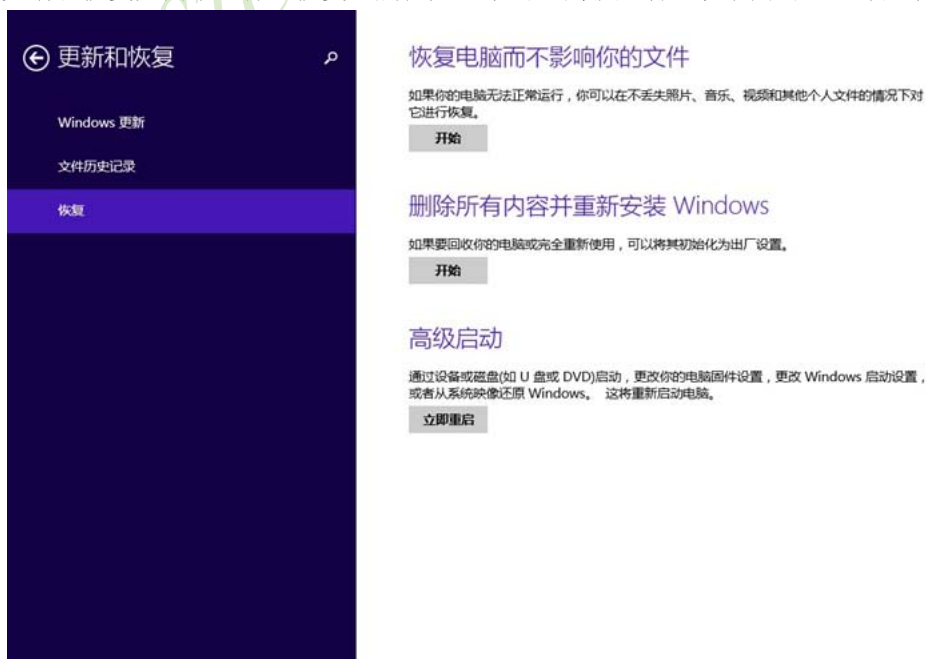 更新和恢复
Windows 更新
文件历史记录
恢复
恢复电脑而不影响你的文件
如果你的电脑无法正常运行，你可以在不丢失照片、音乐、视频和其他个人文件的情况下对
它进行恢复。
开始
删除所有内容并重新安装 Windows
如果要回收你的电脑或完全重新使用，可以将其初始化为出厂设置。
开始
高级启动
通过设备或磁盘(如 U 盘或 DVD)启动，更改你的电脑固件设置，更改 Windows 启动设置，
或者从系统映像还原 Windows。 这将重新启动电脑。
立即重启